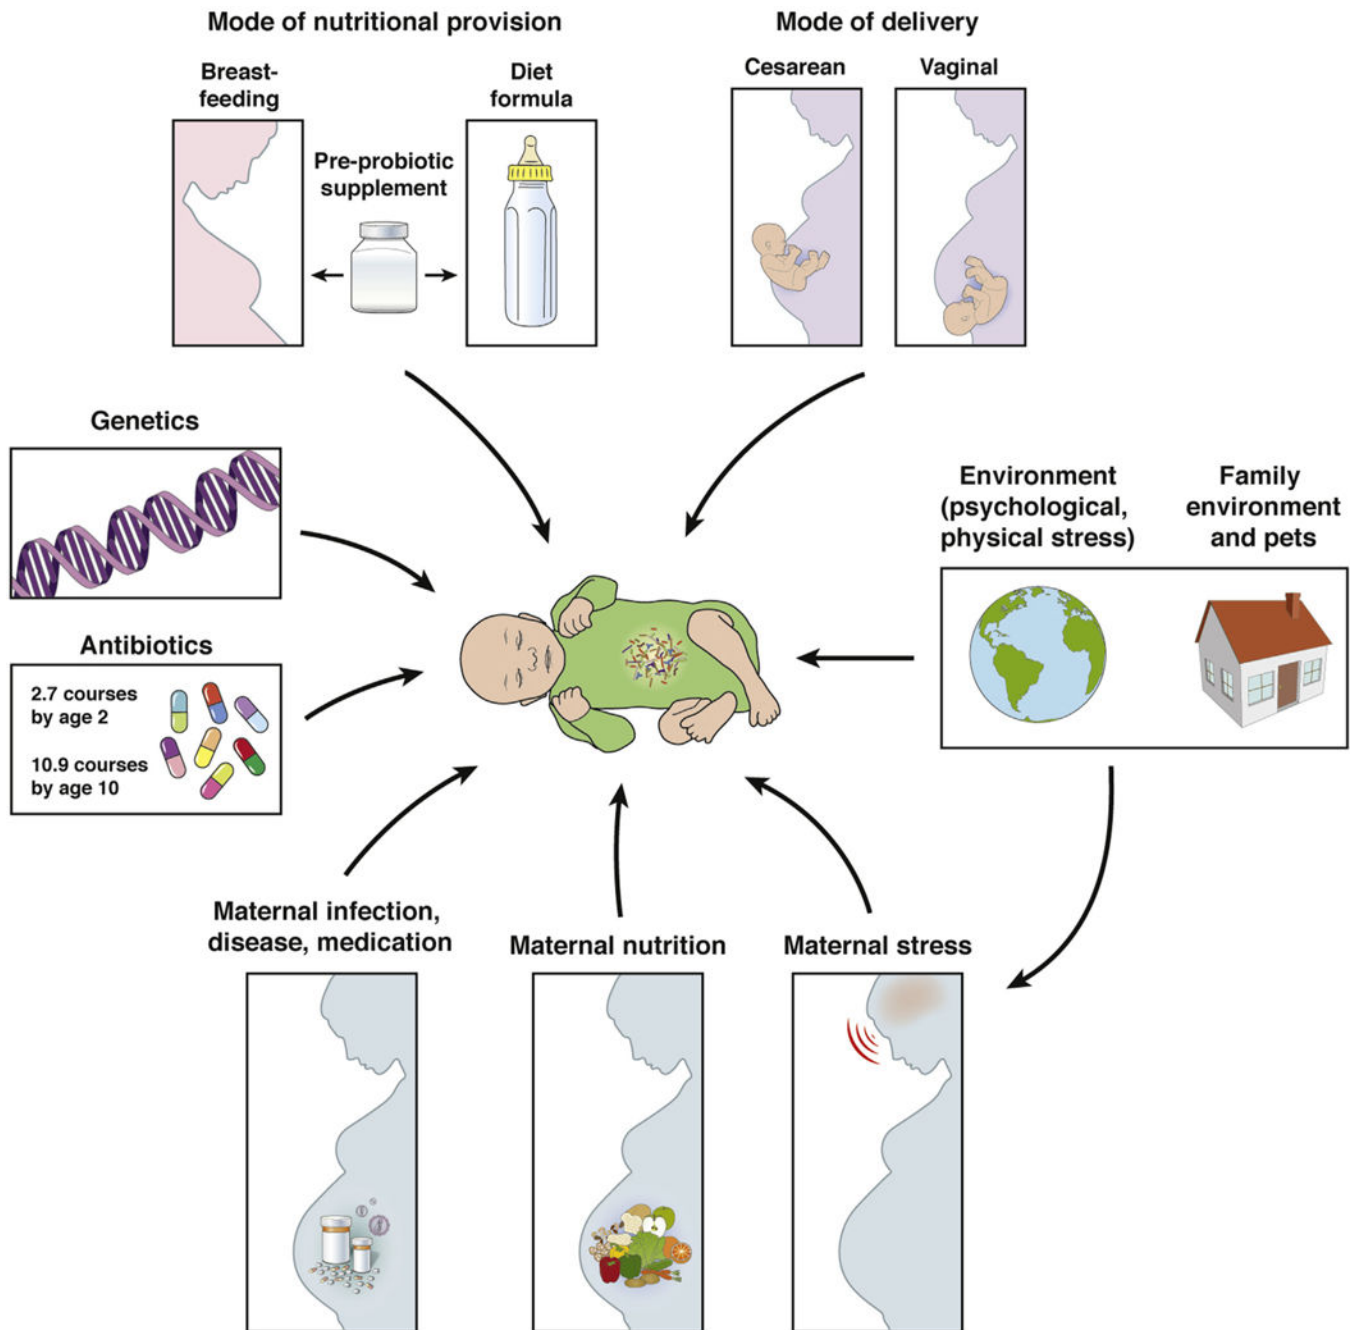 Mode of nutritional provision
Breast-
feeding
Pre-probiotic
supplement
Diet
formula
Mode of delivery
Cesarean
Vaginal
Genetics
Antibiotics
2.7 courses
by age 2
10.9 courses
by age 10
Environment
(psychological,
physical stress)
Family
environment
and pets
Maternal infection,
disease, medication
Maternal nutrition
Maternal stress